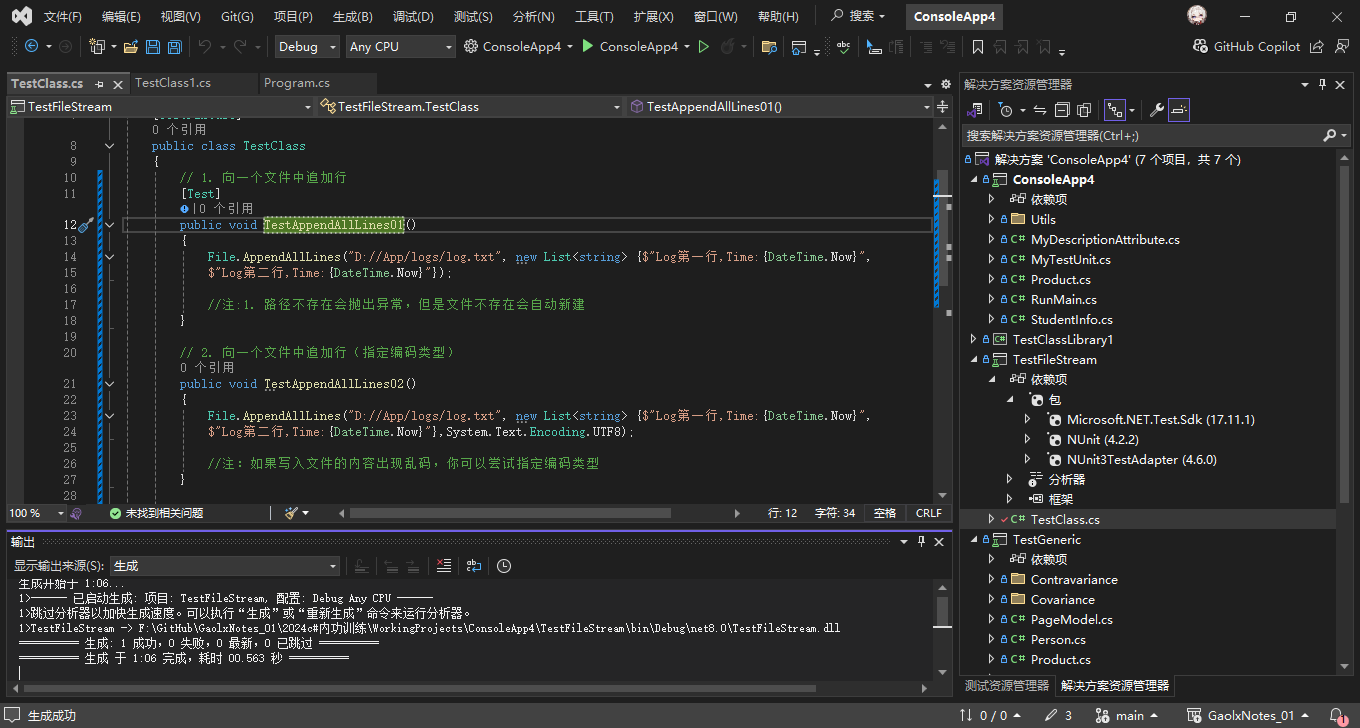 文件(F) 编辑(E) 视图(V) Git(G) 项目(P) 生成(B) 调试(D) 测试(S) 分析(N) 工具(T) 扩展(X) 窗口(W) 帮助(H) 搜索 ConsoleApp4
Debug Any CPU ConsoleApp4 ConsoleApp4 GitHub Copilot
TestClass.cs TestClass1.cs Program.cs
TestFileStream TestFileStream.TestClass TestAppendAllLines01()
0 个引用
8 public class TestClass
9 {
10 // 1. 向一个文件中追加行
11 [Test]
0 个引用
12 public void TestAppendAllLines01()
13 {
14 File.AppendAllLines("D://App/logs/log.txt", new List<string> {$"Log第一行,Time:{DateTime.Now}",
15 $"Log第二行,Time:{DateTime.Now}"});
16
17 //注:1. 路径不存在会抛出异常，但是文件不存在会自动新建
18 }
19
20 // 2. 向一个文件中追加行（指定编码类型）
0 个引用
21 public void TestAppendAllLines02()
22 {
23 File.AppendAllLines("D://App/logs/log.txt", new List<string> {$"Log第一行,Time:{DateTime.Now}",
24 $"Log第二行,Time:{DateTime.Now}"},System.Text.Encoding.UTF8);
25
26 //注：如果写入文件的内容出现乱码，你可以尝试指定编码类型
27 }
28
100 % 未找到相关问题 行: 12 字符: 34 空格 CRLF
输出
显示输出来源(S): 生成
生成开始于 1:06...
1>------ 已启动生成: 项目: TestFileStream, 配置: Debug Any CPU ------
1>跳过分析器以加快生成速度。可以执行“生成”或“重新生成”命令来运行分析器。
1>TestFileStream -> F:\GitHub\GaolxNotes_01\2024c#内功训练\WorkingProjects\ConsoleApp4\TestFileStream\bin\Debug\net8.0\TestFileStream.dll
========== 生成: 1 成功，0 失败，0 最新，0 已跳过 ==========
========== 生成 于 1:06 完成，耗时 00.563 秒 ==========
解决方案资源管理器
搜索解决方案资源管理器(Ctrl+;)
解决方案 'ConsoleApp4' (7 个项目，共 7 个)
ConsoleApp4
依赖项
Utils
C# MyDescriptionAttribute.cs
C# MyTestUnit.cs
C# Product.cs
C# RunMain.cs
C# StudentInfo.cs
C# TestClassLibrary1
TestFileStream
依赖项
包
Microsoft.NET.Test.Sdk (17.11.1)
NUnit (4.2.2)
NUnit3TestAdapter (4.6.0)
分析器
框架
C# TestClass.cs
TestGeneric
依赖项
Contravariance
Covariance
C# PageModel.cs
C# Person.cs
C# Product.cs
测试资源管理器 解决方案资源管理器
生成成功 0 / 0 3 main GaolxNotes_01 1